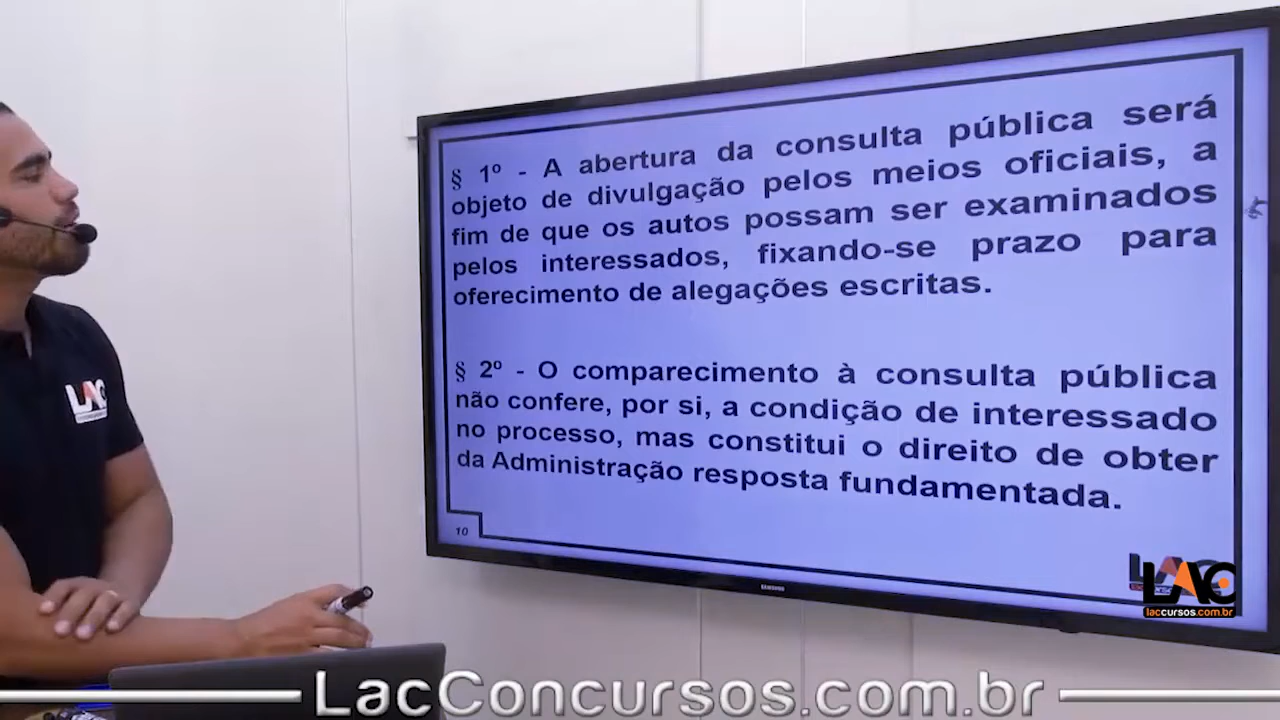 § 1º - A abertura da consulta pública será
objeto de divulgação pelos meios oficiais, a
fim de que os autos possam ser examinados
pelos interessados, fixando-se prazo para
oferecimento de alegações escritas.
§ 2º - O comparecimento à consulta pública
não confere, por si, a condição de interessado
no processo, mas constitui o direito de obter
da Administração resposta fundamentada.
10
LAC
LAC
laccursos.com.br
SAMSUNG
LacConcursos.com.br